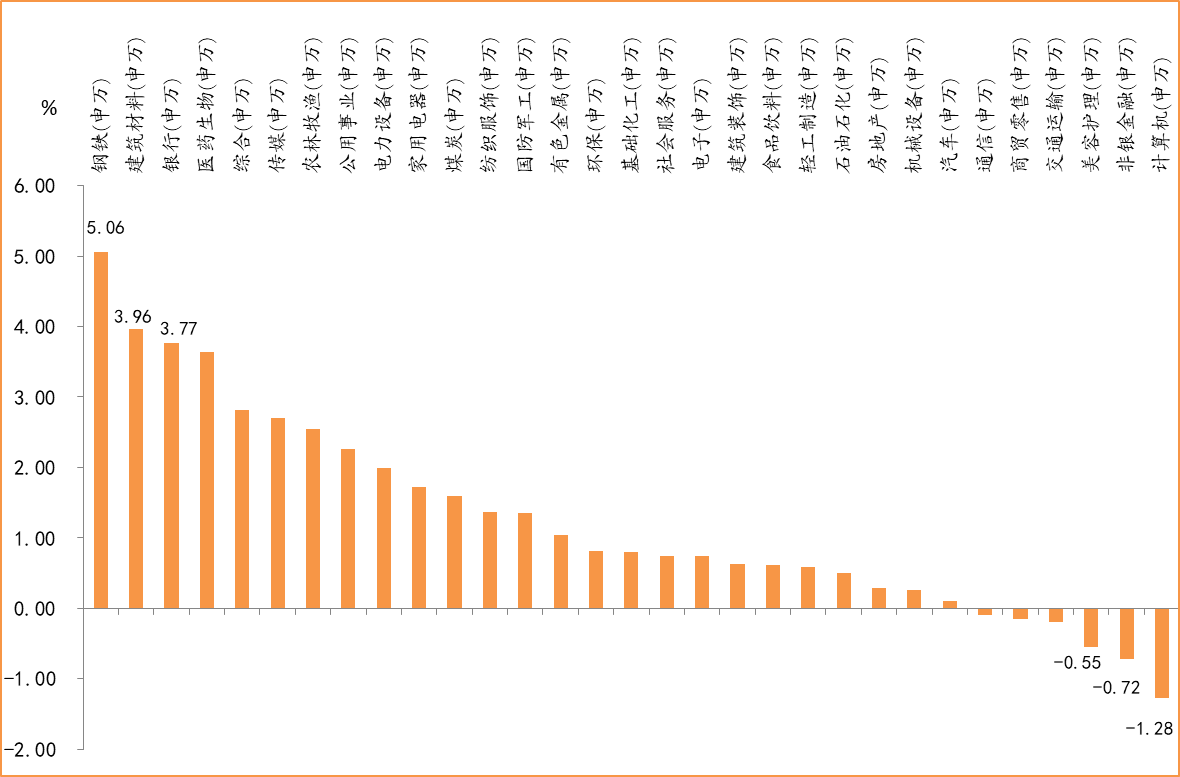 %
钢铁(申万)
建筑材料(申万)
银行(申万)
医药生物(申万)
综合(申万)
传媒(申万)
农林牧渔(申万)
公用事业(申万)
电力设备(申万)
家用电器(申万)
煤炭(申万)
纺织服饰(申万)
国防军工(申万)
有色金属(申万)
环保(申万)
基础化工(申万)
社会服务(申万)
电子(申万)
建筑装饰(申万)
食品饮料(申万)
轻工制造(申万)
石油石化(申万)
房地产(申万)
机械设备(申万)
汽车(申万)
通信(申万)
商贸零售(申万)
交通运输(申万)
美容护理(申万)
非银金融(申万)
计算机(申万)
6.00
5.00
4.00
3.00
2.00
1.00
0.00
-1.00
-2.00
5.06
3.96
3.77
-0.55
-0.72
-1.28